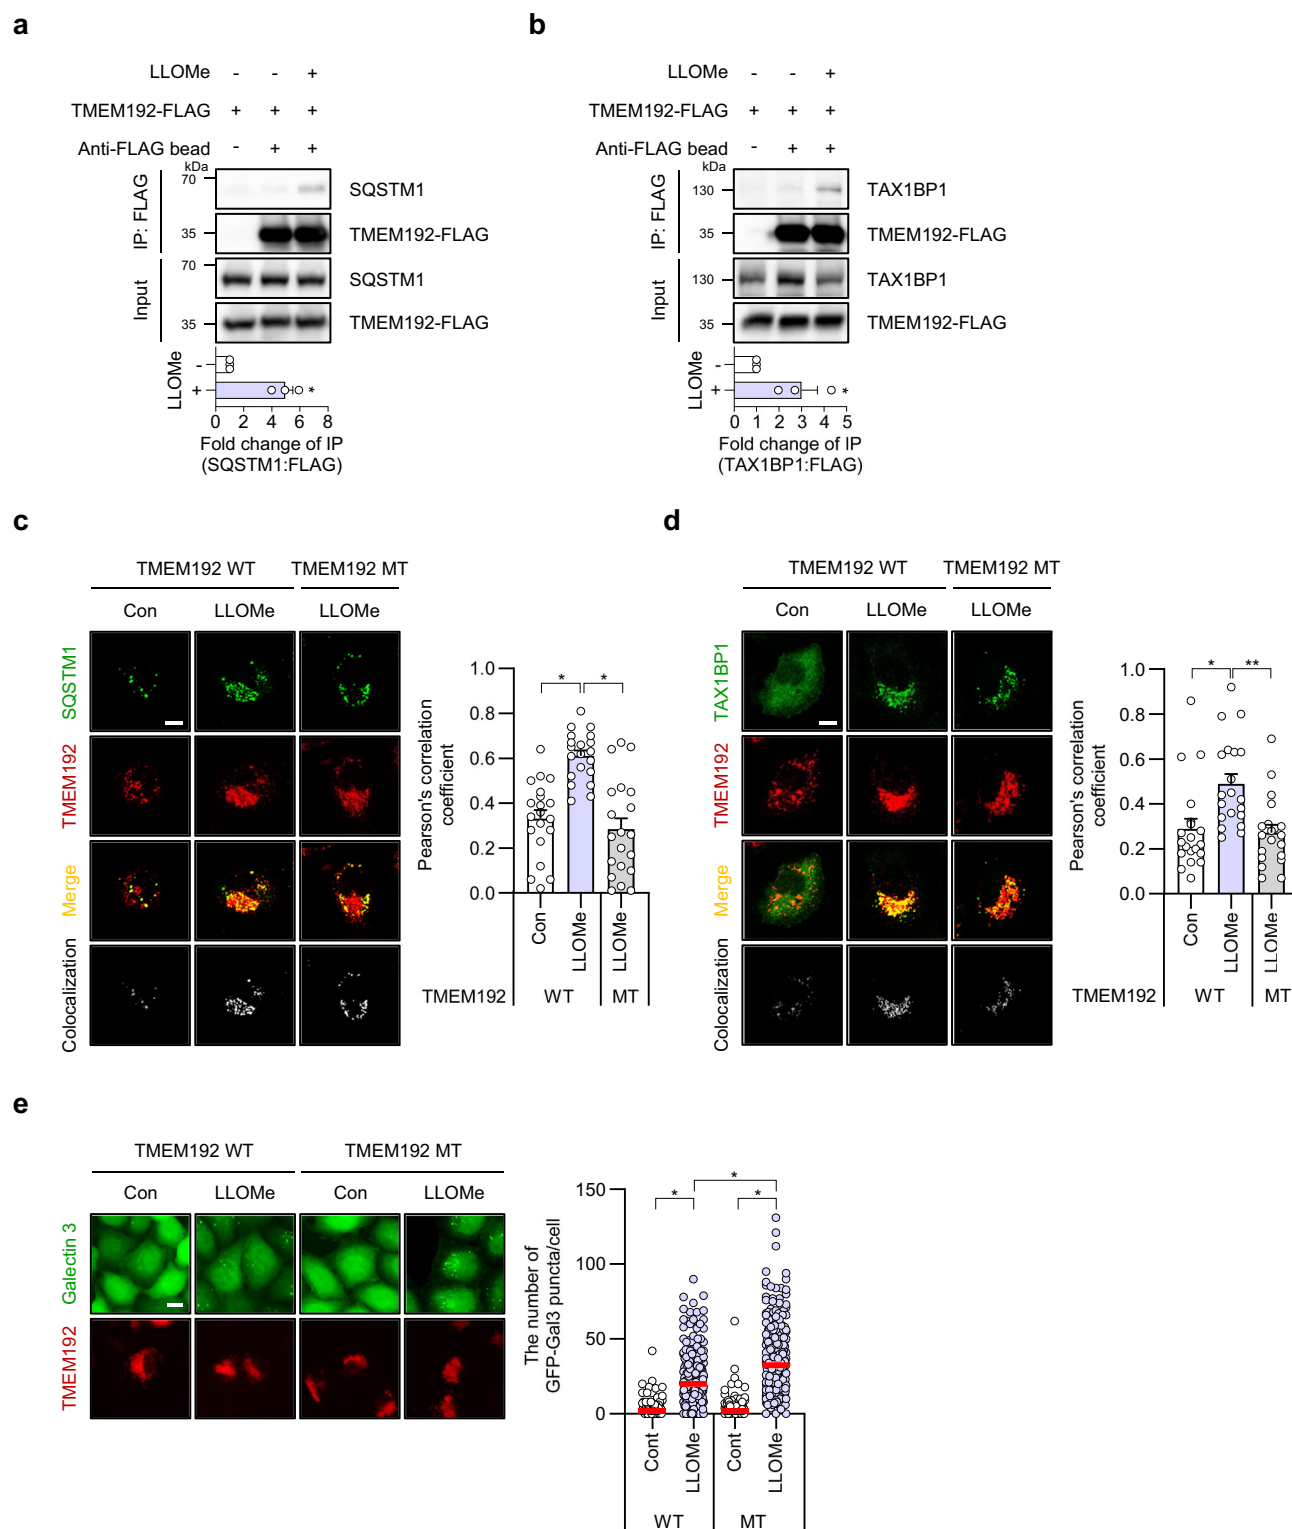 a
LLOMe - - +
TMEM192-FLAG + + +
Anti-FLAG bead - + +
kDa
IP: FLAG
70
SQSTM1
35
TMEM192-FLAG
Input
70
SQSTM1
35
TMEM192-FLAG
LLOMe
-
+
*
0 2 4 6 8
Fold change of IP
(SQSTM1:FLAG)
b
LLOMe - - +
TMEM192-FLAG + + +
Anti-FLAG bead - + +
kDa
IP: FLAG
130
TAX1BP1
35
TMEM192-FLAG
Input
130
TAX1BP1
35
TMEM192-FLAG
LLOMe
-
+
*
0 1 2 3 4 5
Fold change of IP
(TAX1BP1:FLAG)
c
TMEM192 WT TMEM192 MT
Con LLOMe LLOMe
SQSTM1
TMEM192
Merge
Colocalization
Pearson's correlation
coefficient
1.0
0.8
0.6
0.4
0.2
0.0
* *
Con LLOMe LLOMe
TMEM192 WT MT
d
TMEM192 WT TMEM192 MT
Con LLOMe LLOMe
TAX1BP1
TMEM192
Merge
Colocalization
Pearson's correlation
coefficient
1.0
0.8
0.6
0.4
0.2
0.0
* **
Con LLOMe LLOMe
TMEM192 WT MT
e
TMEM192 WT TMEM192 MT
Con LLOMe Con LLOMe
Galectin 3
TMEM192
The number of
GFP-Gal3 puncta/cell
150
100
50
0
*
* *
Cont LLOMe Cont LLOMe
WT MT